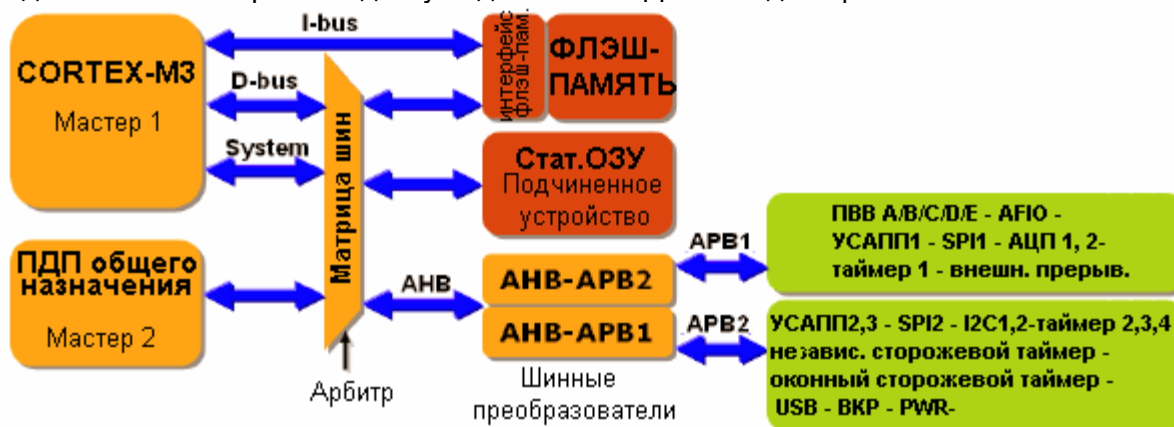 I-bus
CORTEX-M3
Мастер 1
D-bus
System
Матрица шин
интерфейс
флэш-пам.
ФЛЭШ-
ПАМЯТЬ
Стат.ОЗУ
Подчиненное
устройство
ПДП общего
назначения
Мастер 2
AHB
AHB-APB2
AHB-APB1
Арбитр
Шинные
преобразователи
APB1
ПВВ A/B/C/D/E - AFIO -
УСАПП1 - SPI1 - АЦП 1, 2-
таймер 1 - внешн. прерыв.
APB2
УСАПП2,3 - SPI2 - I2C1,2-таймер 2,3,4
независ. сторожевой таймер -
оконный сторожевой таймер -
USB - BKP - PWR-